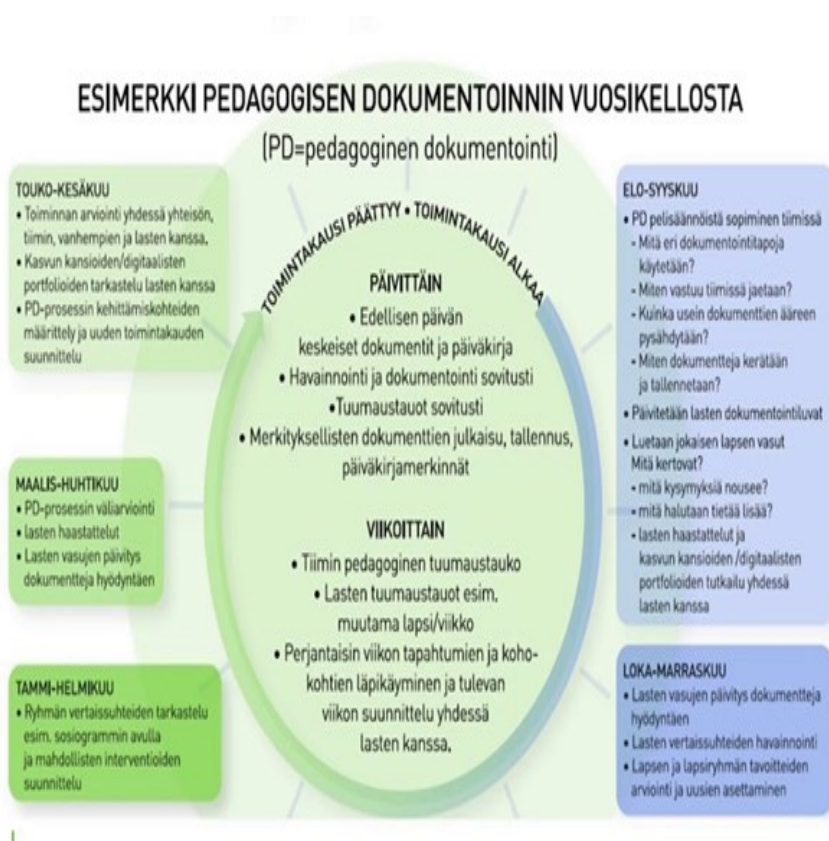 ESIMERKKI PEDAGOGISEN DOKUMENTOINNIN VUOSIKELLOSTA
(PD=pedagoginen dokumentointi)
TOUKO-KESÄKUU
• Toiminnan arviointi yhdessä yhteisön,
tiimin, vanhempien ja lasten kanssa.
• Kasvun kansioiden/digitaalisten
portfolioiden tarkastelu lasten kanssa
• PD-prosessin kehittämiskohteiden
määrittely ja uuden toimintakauden
suunnittelu
MAALIS-HUHTIKUU
• PD-prosessin väliarviointi
• lasten haastattelut
• Lasten vasujen päivitys
dokumentteja hyödyntäen
TAMMI-HELMIKUU
• Ryhmän vertaissuhteiden tarkastelu
esim. sosiogrammin avulla
ja mahdollisten interventioiden
suunnittelu
TOIMINTAKAUSI PÄÄTTYY • TOIMINTAKAUSI ALKAA
PÄIVITTÄIN
• Edellisen päivän
keskeiset dokumentit ja päiväkirja
• Havainnointi ja dokumentointi sovitusti
•Tuumaustauot sovitusti
• Merkityksellisten dokumenttien julkaisu, tallennus,
päiväkirjamerkinnät
VIIKOITTAIN
• Tiimin pedagoginen tuumaustauko
• Lasten tuumaustauot esim.
muutama lapsi/viikko
• Perjantaisin viikon tapahtumien ja koho-
kohtien läpikäyminen ja tulevan
viikon suunnittelu yhdessä
lasten kanssa.
ELO-SYYSKUU
• PD pelisäännöistä sopiminen tiimissä
- Mitä eri dokumentointitapoja
käytetään?
- Miten vastuu tiimissä jaetaan?
- Kuinka usein dokumenttien ääreen
pysähdytään?
- Miten dokumentteja kerätään
ja tallennetaan?
• Päivitetään lasten dokumentointiluvat
• Luetaan jokaisen lapsen vasut
Mitä kertovat?
- mitä kysymyksiä nousee?
- mitä halutaan tietää lisää?
- lasten haastattelut ja
kasvun kansioiden /digitaalisten
portfolioiden tutkailu yhdessä
lasten kanssa
LOKA-MARRASKUU
• Lasten vasujen päivitys dokumentteja
hyödyntäen
• Lasten vertaissuhteiden havainnointi
• Lapsen ja lapsiryhmän tavoitteiden
arviointi ja uusien asettaminen